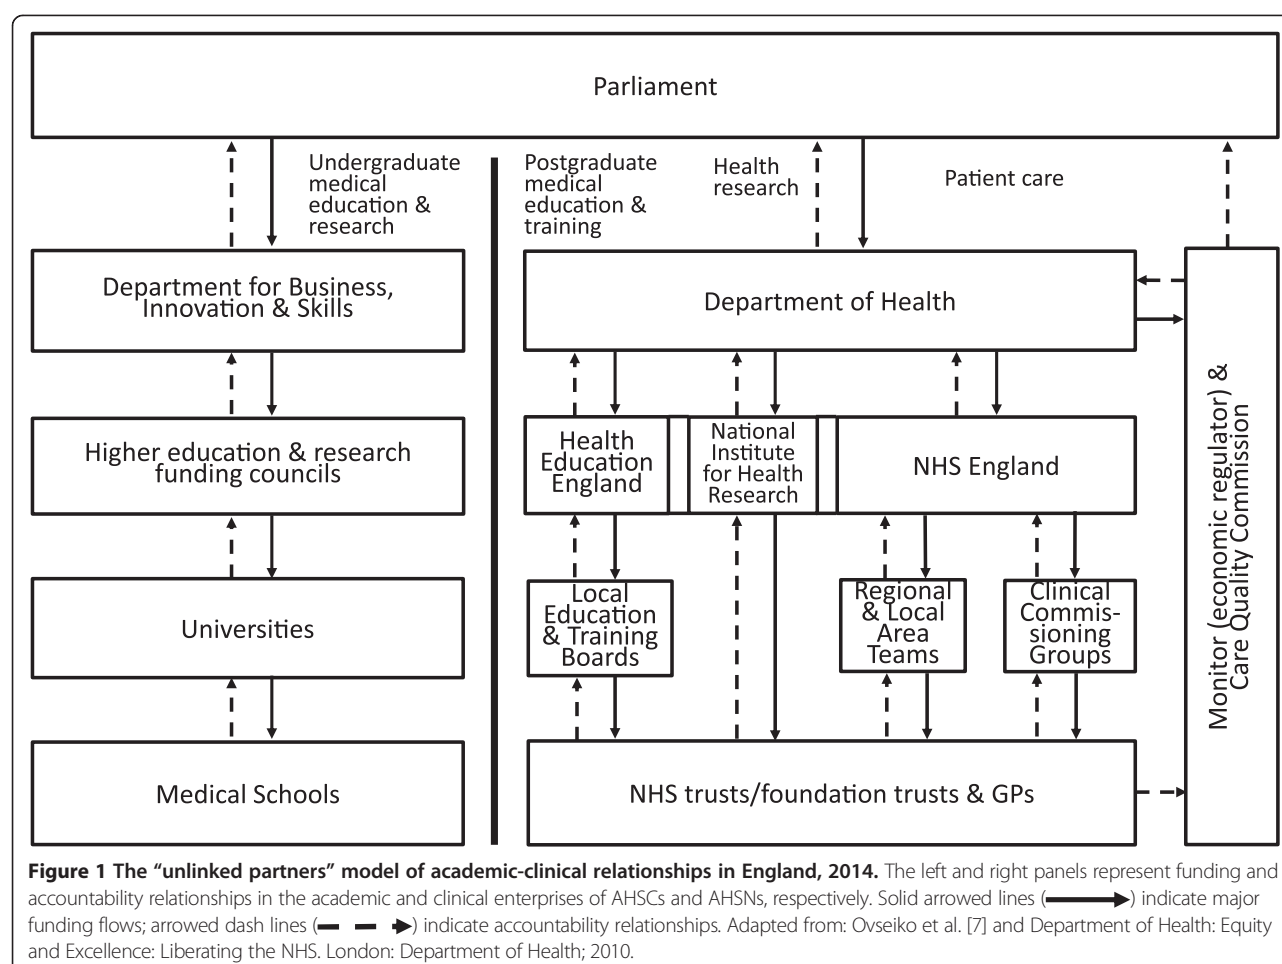 Parliament
Undergraduate
medical
education &
research
Postgraduate
medical
education &
training
Health
research
Patient care
Department for Business,
Innovation & Skills
Department of Health
Higher education & research
funding councils
Health
Education
England
National
Institute
for Health
Research
NHS England
Universities
Local
Education
& Training
Boards
Regional
& Local
Area
Teams
Clinical
Commis-
sioning
Groups
Medical Schools
NHS trusts/foundation trusts & GPs
Monitor (economic regulator) &
Care Quality Commission
Figure 1 The “unlinked partners” model of academic-clinical relationships in England, 2014. The left and right panels represent funding and
accountability relationships in the academic and clinical enterprises of AHSCs and AHSNs, respectively. Solid arrowed lines ( ) indicate major
funding flows; arrowed dash lines ( ) indicate accountability relationships. Adapted from: Ovseiko et al. [7] and Department of Health: Equity
and Excellence: Liberating the NHS. London: Department of Health; 2010.